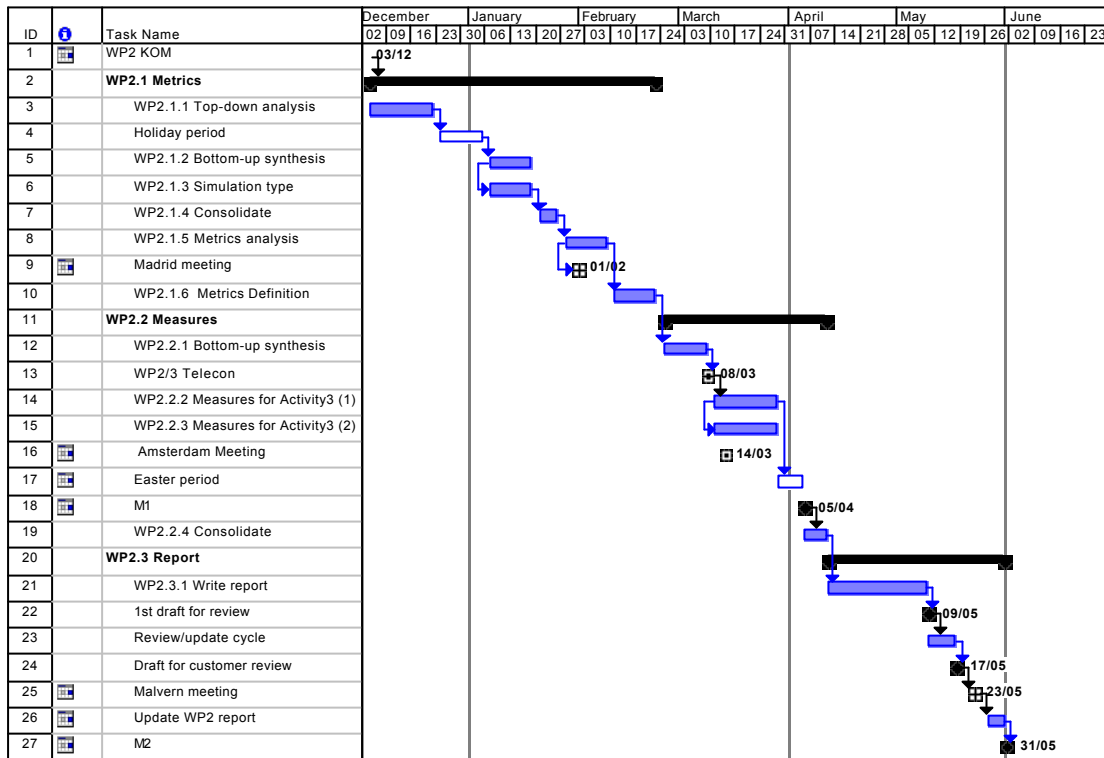 December January February March April May June
ID Task Name 02 09 16 23 30 06 13 20 27 03 10 17 24 03 10 17 24 31 07 14 21 28 05 12 19 26 02 09 16 23
1 WP2 KOM 03/12
2 WP2.1 Metrics
3 WP2.1.1 Top-down analysis
4 Holiday period
5 WP2.1.2 Bottom-up synthesis
6 WP2.1.3 Simulation type
7 WP2.1.4 Consolidate
8 WP2.1.5 Metrics analysis
9 Madrid meeting 01/02
10 WP2.1.6 Metrics Definition
11 WP2.2 Measures
12 WP2.2.1 Bottom-up synthesis
13 WP2/3 Telecon 08/03
14 WP2.2.2 Measures for Activity3 (1)
15 WP2.2.3 Measures for Activity3 (2)
16 Amsterdam Meeting 14/03
17 Easter period
18 M1 05/04
19 WP2.2.4 Consolidate
20 WP2.3 Report
21 WP2.3.1 Write report
22 1st draft for review 09/05
23 Review/update cycle
24 Draft for customer review 17/05
25 Malvern meeting 23/05
26 Update WP2 report
27 M2 31/05